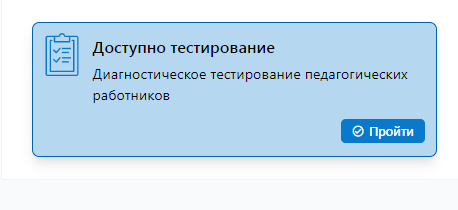 Доступно тестирование
Диагностическое тестирование педагогических
работников
Пройти